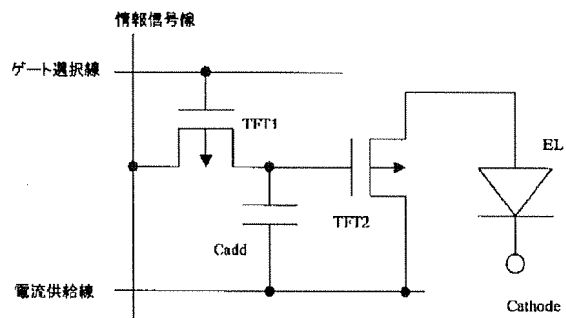 情報信号線
ゲート選択線
TFT1
EL
TFT2
Cadd
電流供給線
Cathode